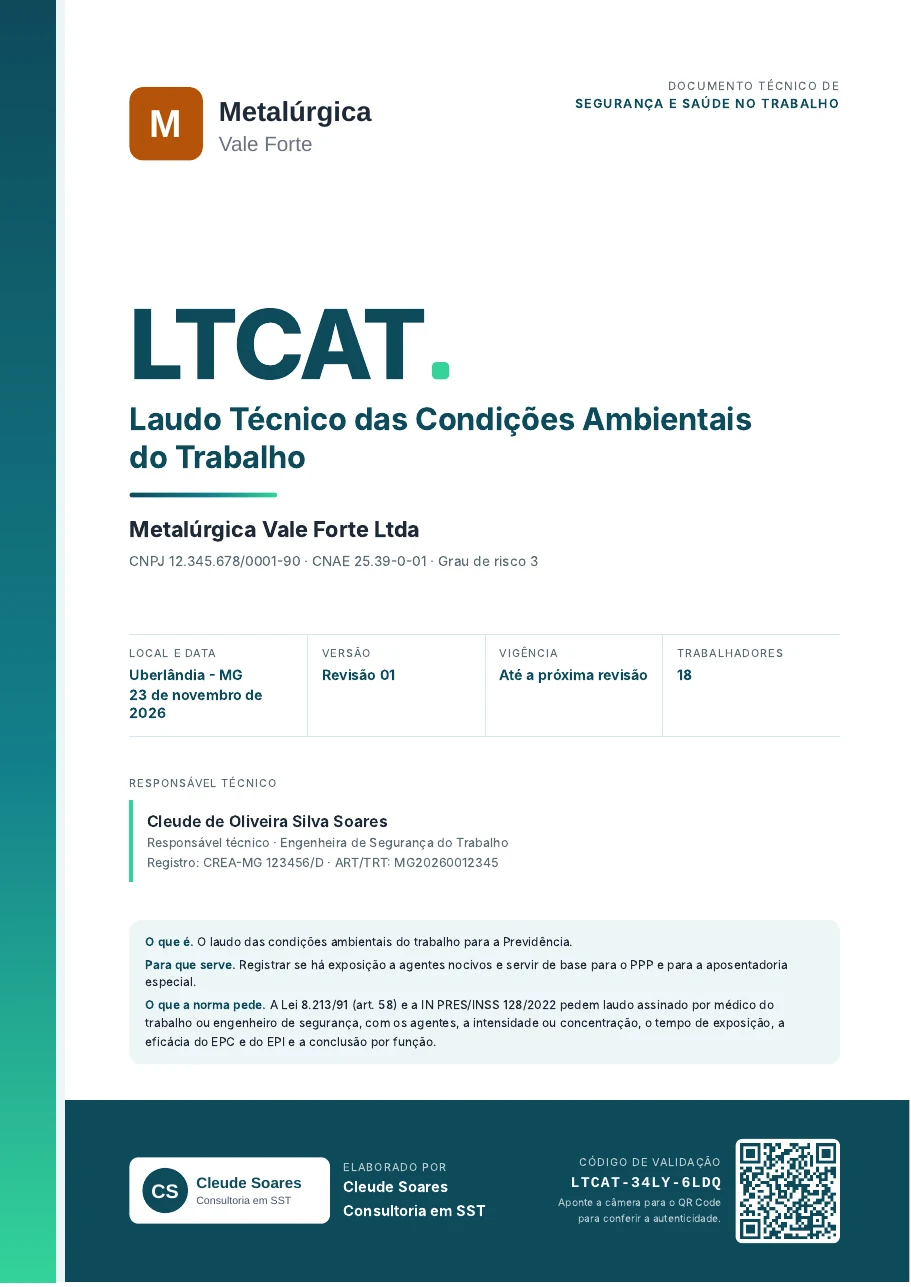 M
Metalúrgica
Vale Forte
DOCUMENTO TÉCNICO DE
SEGURANÇA E SAÚDE NO TRABALHO
LTCAT.
Laudo Técnico das Condições Ambientais
do Trabalho
Metalúrgica Vale Forte Ltda
CNPJ 12.345.678/0001-90 · CNAE 25.39-0-01 · Grau de risco 3
LOCAL E DATA
Uberlândia - MG
23 de novembro de
2026
VERSÃO
Revisão 01
VIGÊNCIA
Até a próxima revisão
TRABALHADORES
18
RESPONSÁVEL TÉCNICO
Cleude de Oliveira Silva Soares
Responsável técnico · Engenheira de Segurança do Trabalho
Registro: CREA-MG 123456/D · ART/TRT: MG20260012345
O que é. O laudo das condições ambientais do trabalho para a Previdência.
Para que serve. Registrar se há exposição a agentes nocivos e servir de base para o PPP e para a aposentadoria
especial.
O que a norma pede. A Lei 8.213/91 (art. 58) e a IN PRES/INSS 128/2022 pedem laudo assinado por médico do
trabalho ou engenheiro de segurança, com os agentes, a intensidade ou concentração, o tempo de exposição, a
eficácia do EPC e do EPI e a conclusão por função.
CS
Cleude Soares
Consultoria em SST
ELABORADO POR
Cleude Soares
Consultoria em SST
CÓDIGO DE VALIDAÇÃO
LTCAT-34LY-6LDQ
Aponte a câmera para o QR Code
para conferir a autenticidade.